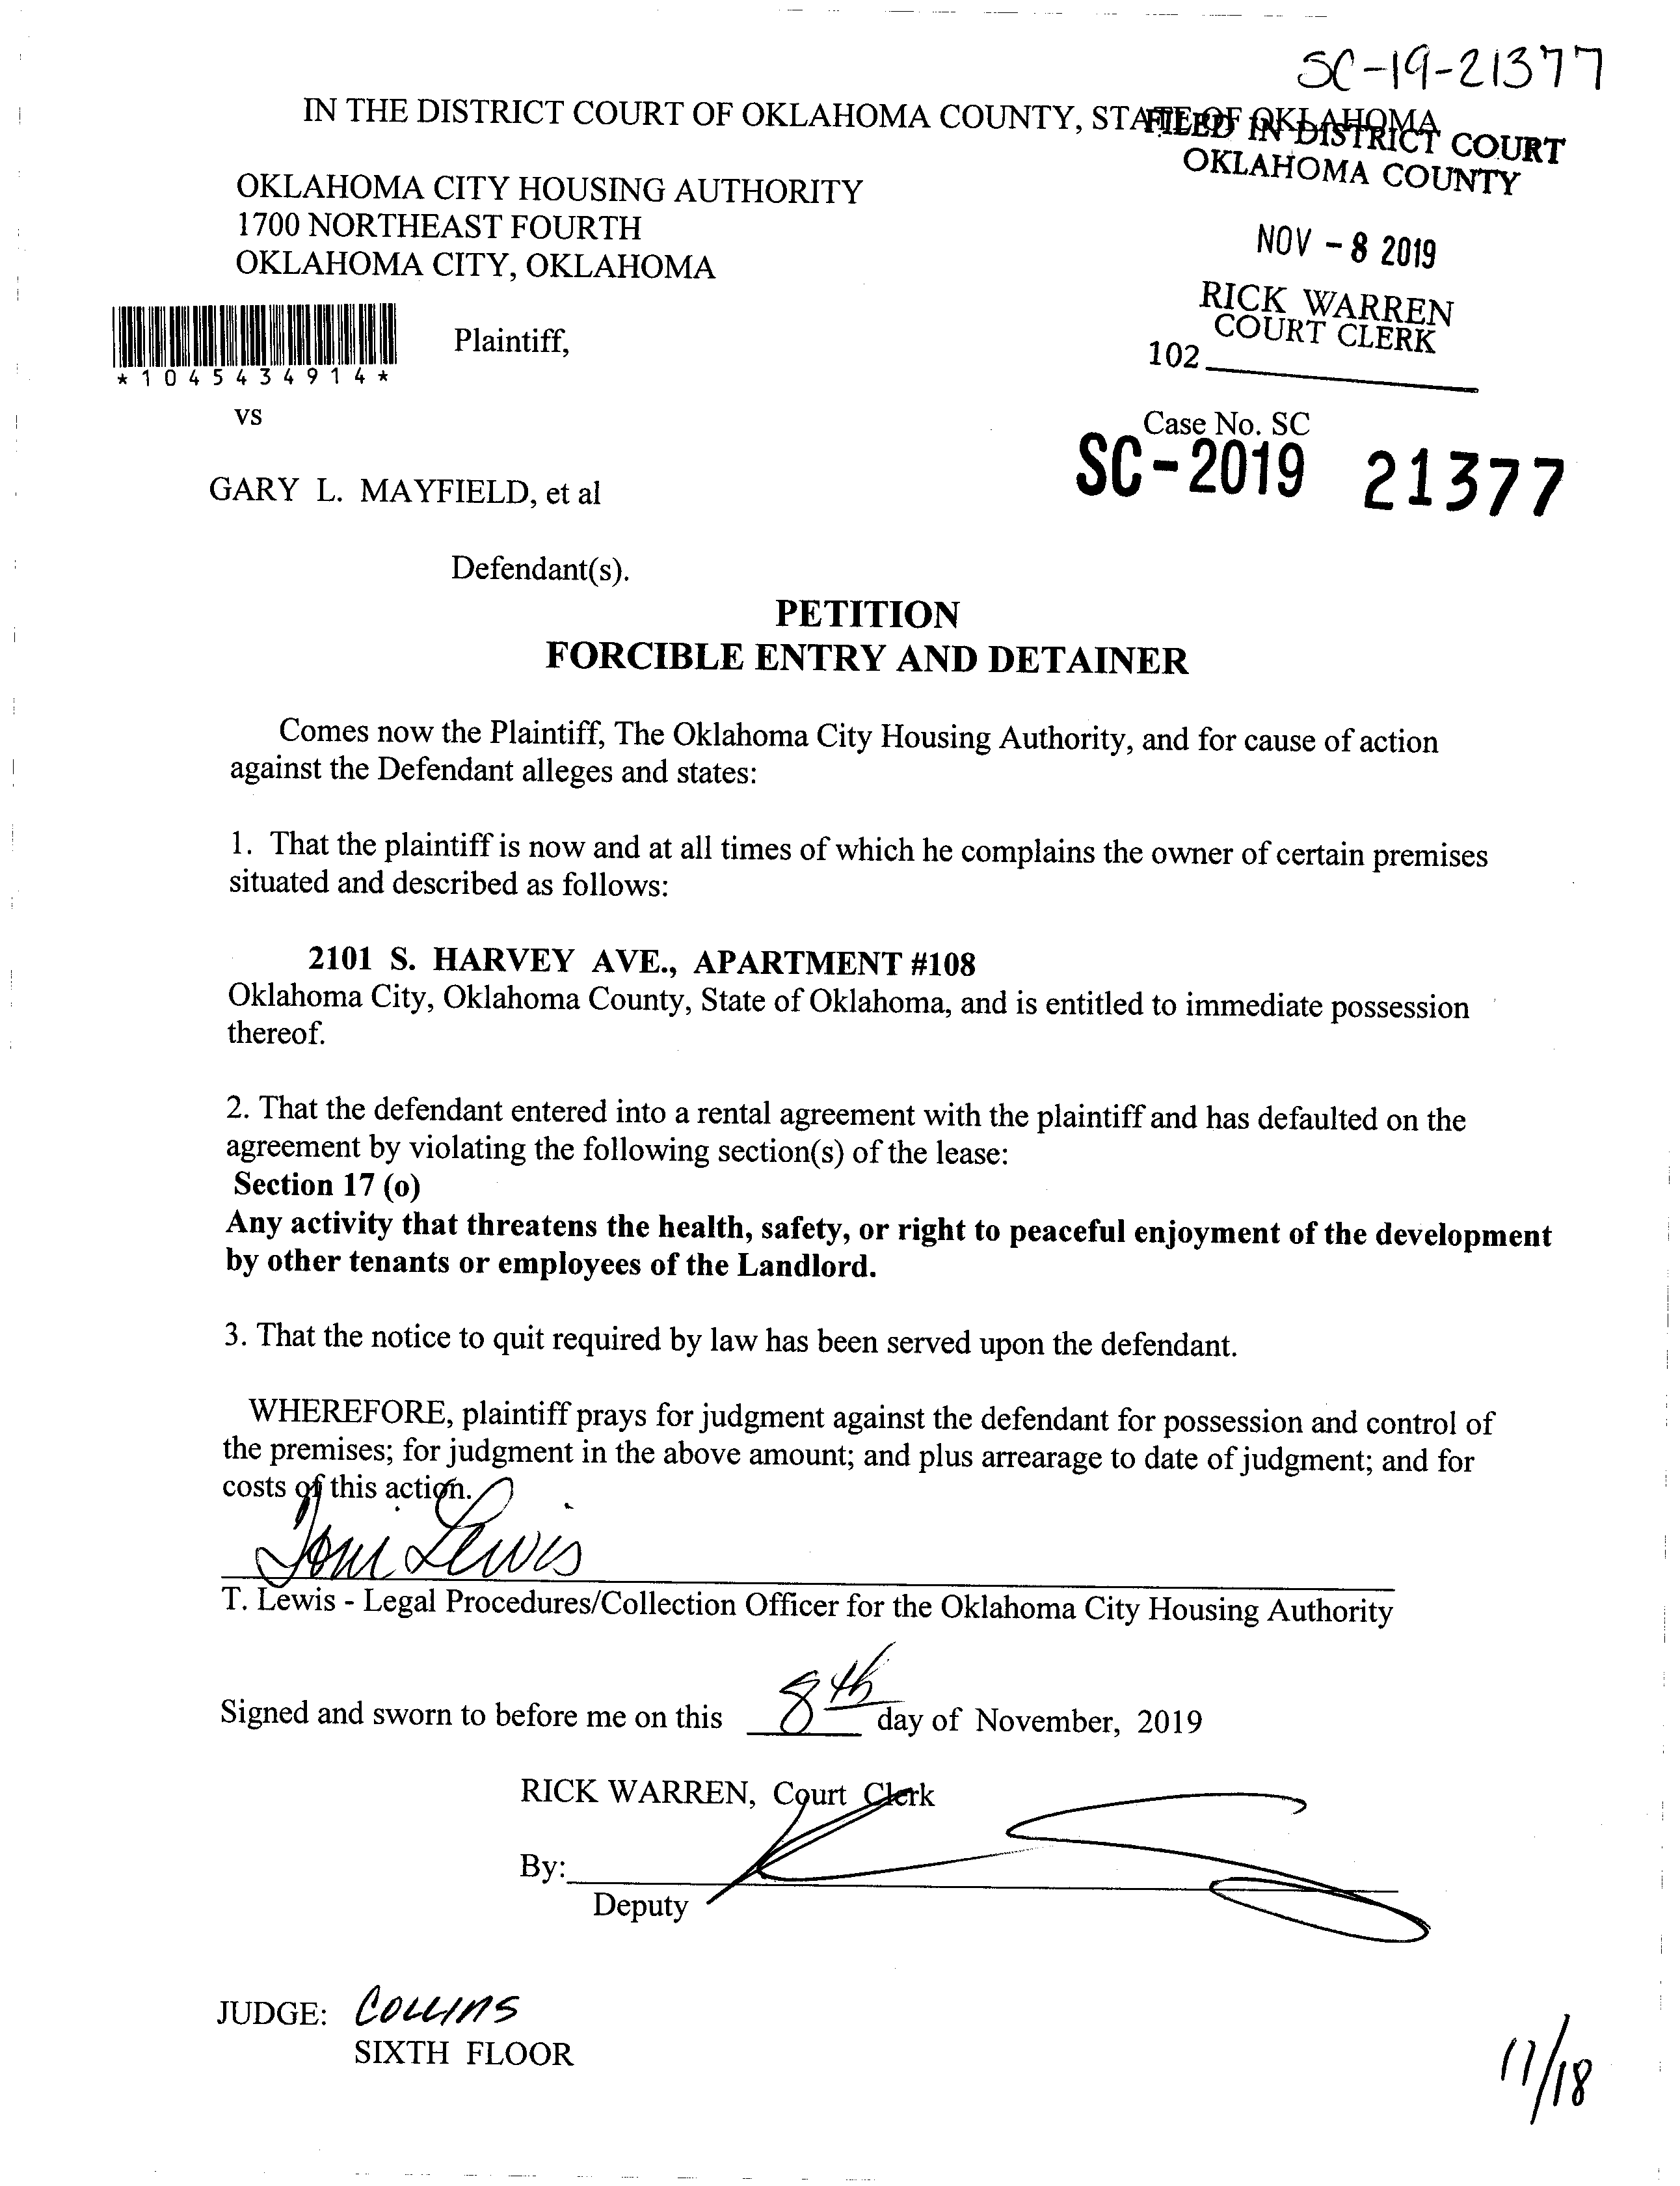 SC-19-21377
IN THE DISTRICT COURT OF OKLAHOMA COUNTY, STATE OF OKLAHOMA
FILED IN DISTRICT COURT
OKLAHOMA COUNTY
OKLAHOMA CITY HOUSING AUTHORITY
1700 NORTHEAST FOURTH
OKLAHOMA CITY, OKLAHOMA
NOV - 8 2019
RICK WARREN
COURT CLERK
102
Plaintiff,
*1045434914*
vs
Case No. SC
SC-2019 21377
GARY L. MAYFIELD, et al
Defendant(s).
PETITION
FORCIBLE ENTRY AND DETAINER
Comes now the Plaintiff, The Oklahoma City Housing Authority, and for cause of action
against the Defendant alleges and states:
1. That the plaintiff is now and at all times of which he complains the owner of certain premises
situated and described as follows:
2101 S. HARVEY AVE., APARTMENT #108
Oklahoma City, Oklahoma County, State of Oklahoma, and is entitled to immediate possession
thereof.
2. That the defendant entered into a rental agreement with the plaintiff and has defaulted on the
agreement by violating the following section(s) of the lease:
Section 17 (o)
Any activity that threatens the health, safety, or right to peaceful enjoyment of the development
by other tenants or employees of the Landlord.
3. That the notice to quit required by law has been served upon the defendant.
WHEREFORE, plaintiff prays for judgment against the defendant for possession and control of
the premises; for judgment in the above amount; and plus arrearage to date of judgment; and for
costs of this action.
Toni Lewis
T. Lewis - Legal Procedures/Collection Officer for the Oklahoma City Housing Authority
Signed and sworn to before me on this 8th day of November, 2019
RICK WARREN, Court Clerk
By:
Deputy
JUDGE: COLLINS
SIXTH FLOOR
11/18